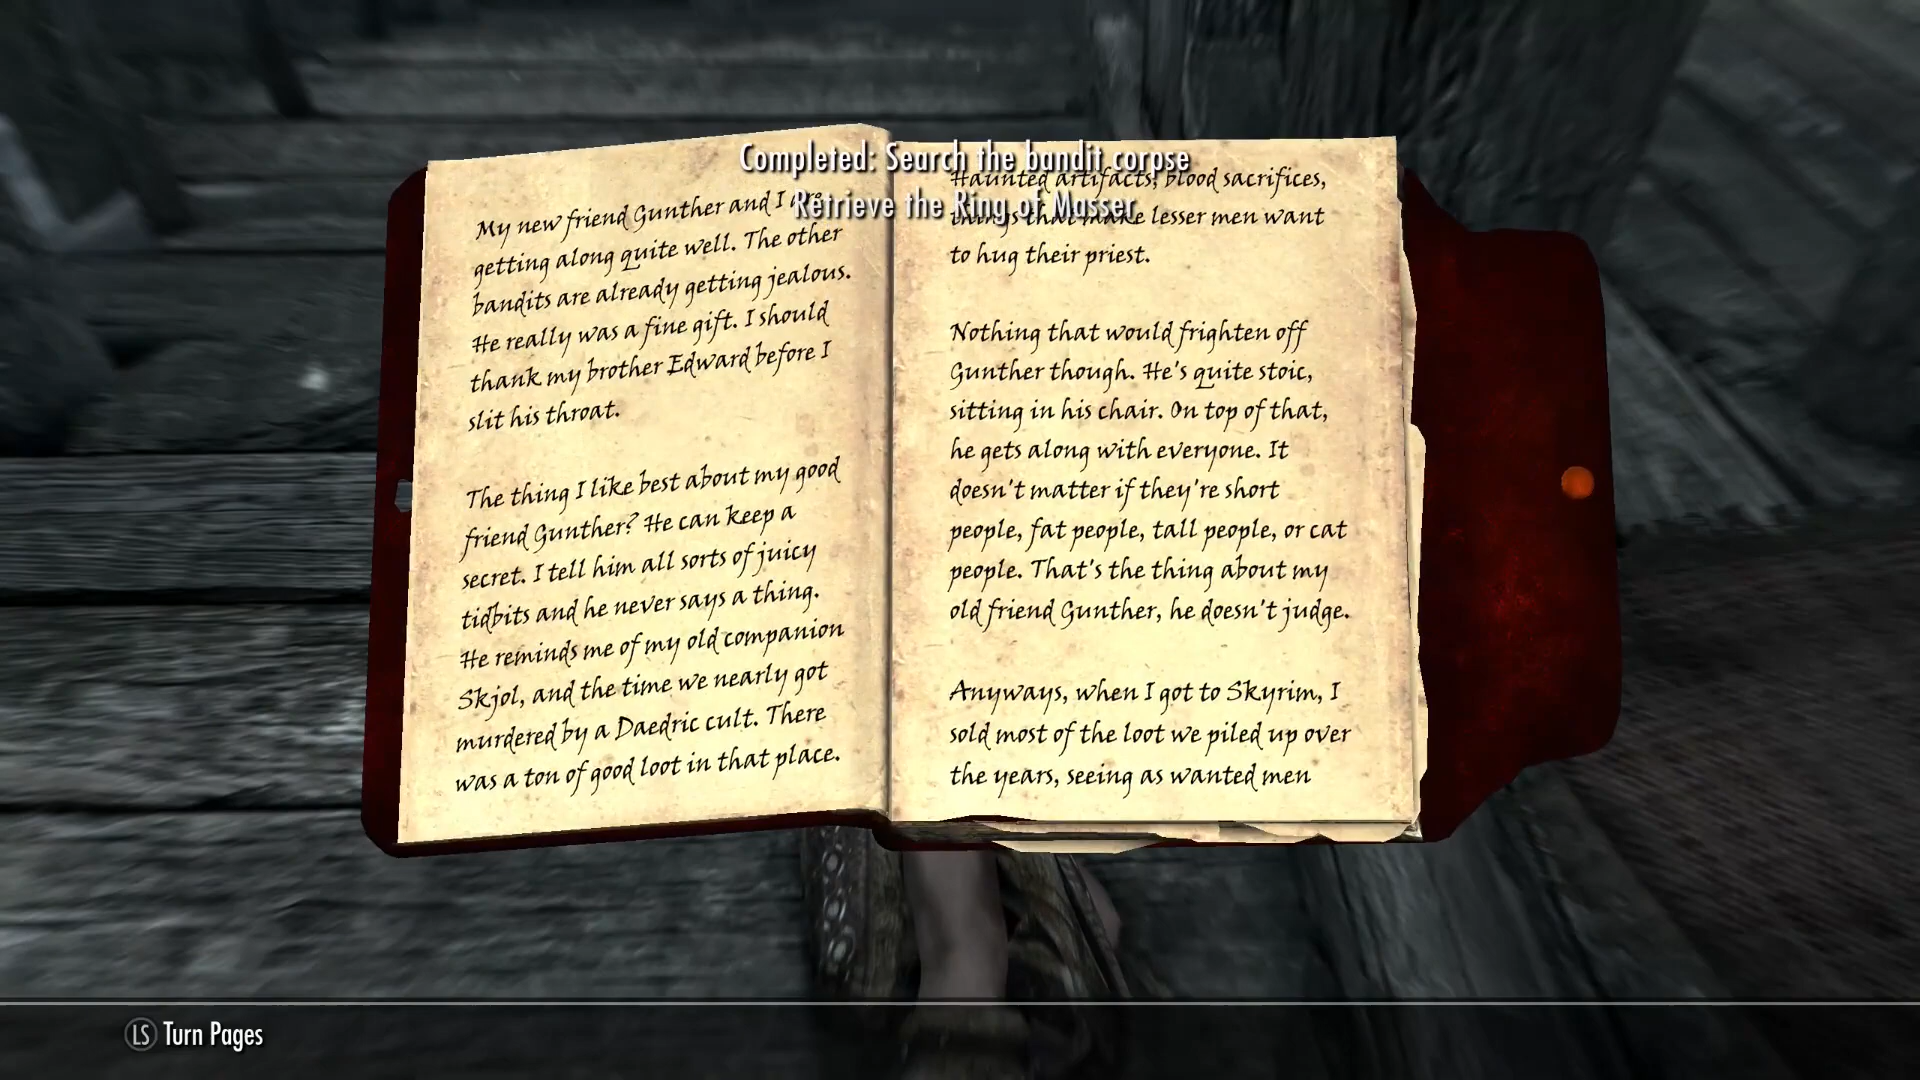 Completed: Search the bandit corpse
Retrieve the Ring of Masser
My new friend Gunther and I are
getting along quite well. The other
bandits are already getting jealous.
He really was a fine gift. I should
thank my brother Edward before I
slit his throat.
The thing I like best about my good
friend Gunther? He can keep a
secret. I tell him all sorts of juicy
tidbits and he never says a thing.
He reminds me of my old companion
Skjol, and the time we nearly got
murdered by a Daedric cult. There
was a ton of good loot in that place.
Haunted artifacts, blood sacrifices,
things that make lesser men want
to hug their priest.
Nothing that would frighten off
Gunther though. He's quite stoic,
sitting in his chair. On top of that,
he gets along with everyone. It
doesn't matter if they're short
people, fat people, tall people, or cat
people. That's the thing about my
old friend Gunther, he doesn't judge.
Anyways, when I got to Skyrim, I
sold most of the loot we piled up over
the years, seeing as wanted men
LS Turn Pages